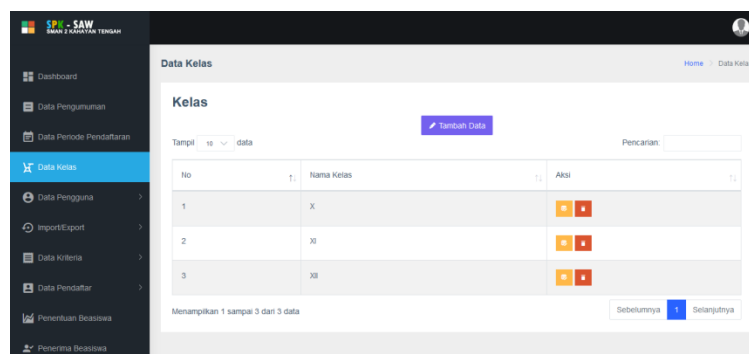 SPK - SAW
SMAN 2 KAHAYAN TENGAH
Dashboard
Data Pengumuman
Data Periode Pendaftaran
Data Kelas
Data Pengguna
Import/Export
Data Kriteria
Data Pendaftar
Penentuan Beasiswa
Penerima Beasiswa
Data Kelas
Home > Data Kela
Kelas
Tambah Data
Tampil 10 data
Pencarian:
No Nama Kelas Aksi
1 X
2 XI
3 XII
Menampilkan 1 sampai 3 dari 3 data
Sebelumnya 1 Selanjutnya